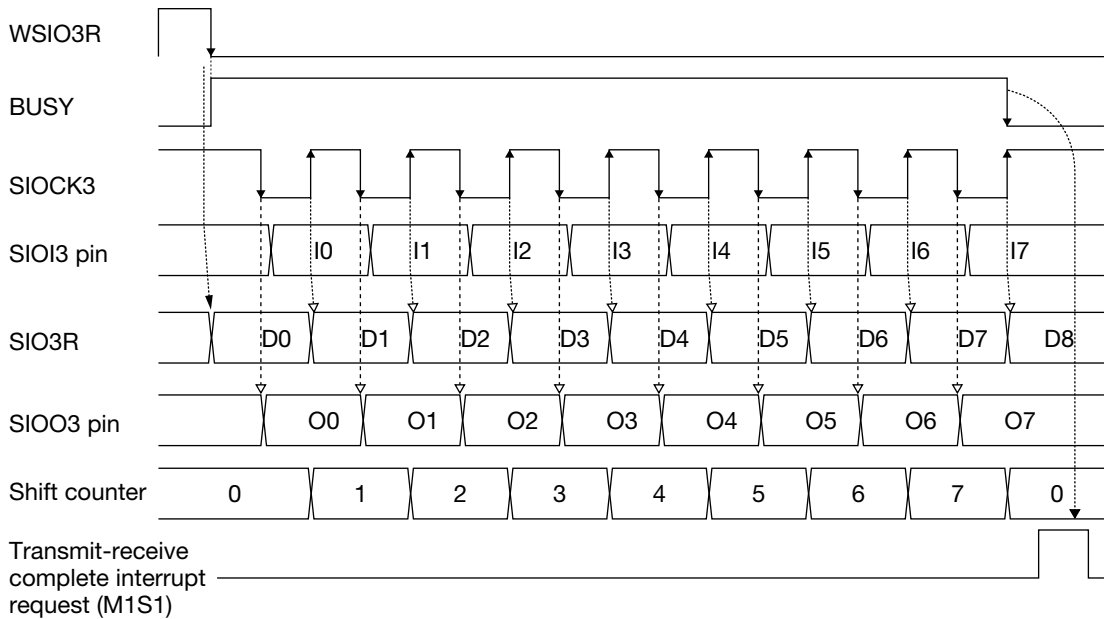 WSIO3R
BUSY
SIOCK3
SIOI3 pin I0 I1 I2 I3 I4 I5 I6 I7
SIO3R D0 D1 D2 D3 D4 D5 D6 D7 D8
SIOO3 pin O0 O1 O2 O3 O4 O5 O6 O7
Shift counter 0 1 2 3 4 5 6 7 0
Transmit-receive
complete interrupt
request (M1S1)